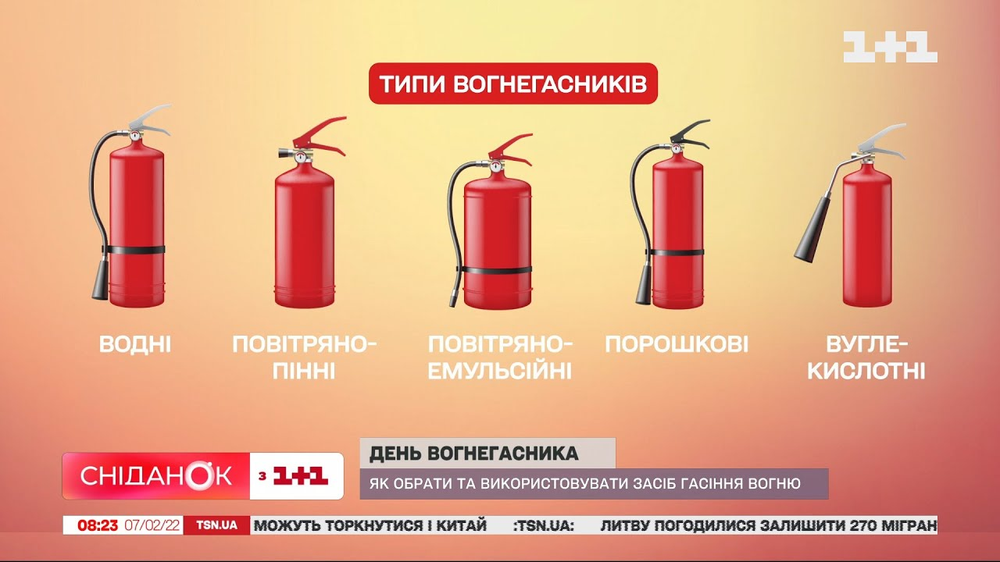 1+1
ТИПИ ВОГНЕГАСНИКІВ
ВОДНІ
ПОВІТРЯНО-
ПІННІ
ПОВІТРЯНО-
ЕМУЛЬСІЙНІ
ПОРОШКОВІ
ВУГЛЕ-
КИСЛОТНІ
ДЕНЬ ВОГНЕГАСНИКА
СНІДАНОК З 1+1
ЯК ОБРАТИ ТА ВИКОРИСТОВУВАТИ ЗАСІБ ГАСІННЯ ВОГНЮ
08:23 07/02/22 TSN.UA МОЖУТЬ ТОРКНУТИСЯ І КИТАЙ :TSN.UA: ЛИТВУ ПОГОДИЛИСЯ ЗАЛИШИТИ 270 МІГРАН